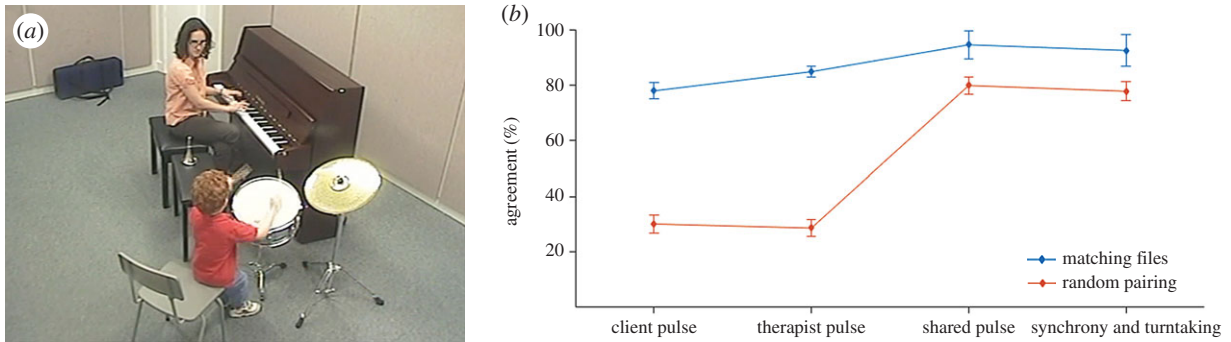 (a)
(b)
100
80
60
40
20
agreement (%)
matching files
random pairing
client pulse
therapist pulse
shared pulse
synchrony and turntaking